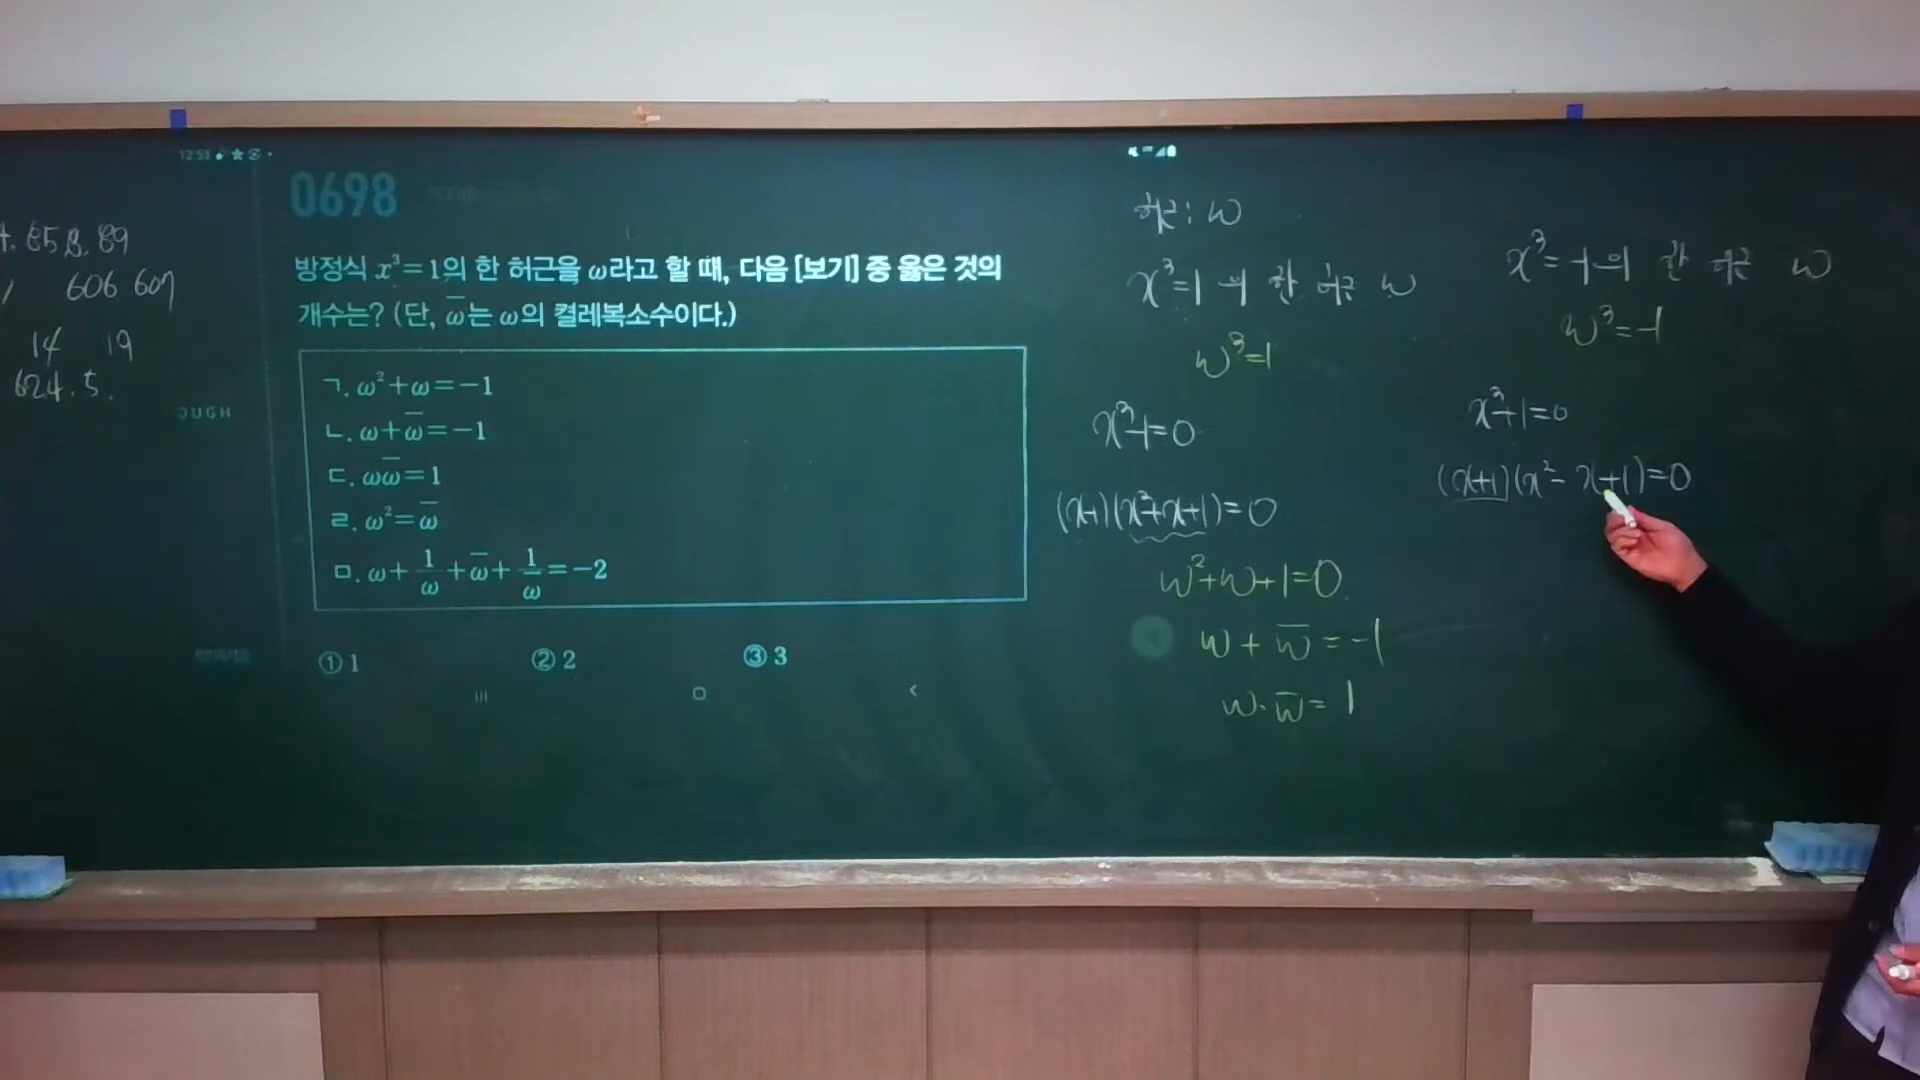 12:53
0698
방정식 x³=1의 한 허근을 ω라고 할 때, 다음 [보기] 중 옳은 것의
개수는? (단, ω̅는 ω의 켤레복소수이다.)
ㄱ. ω²+ω=−1
ㄴ. ω+ω̅=−1
ㄷ. ωω̅=1
ㄹ. ω²=ω̅
ㅁ. ω+1/ω+ω̅+1/ω̅=−2
① 1 ② 2 ③ 3
OUGH
606 607
14 19
624. 5.
허근: ω
x³=1 의 한 허근 ω
ω³=1
x³-1=0
(x-1)(x²+x+1)=0
ω²+ω+1=0
ω + ω̅ = -1
ω·ω̅ = 1
x³=-1의 한 허근 ω
ω³=-1
x³+1=0
(x+1)(x²-x+1)=0